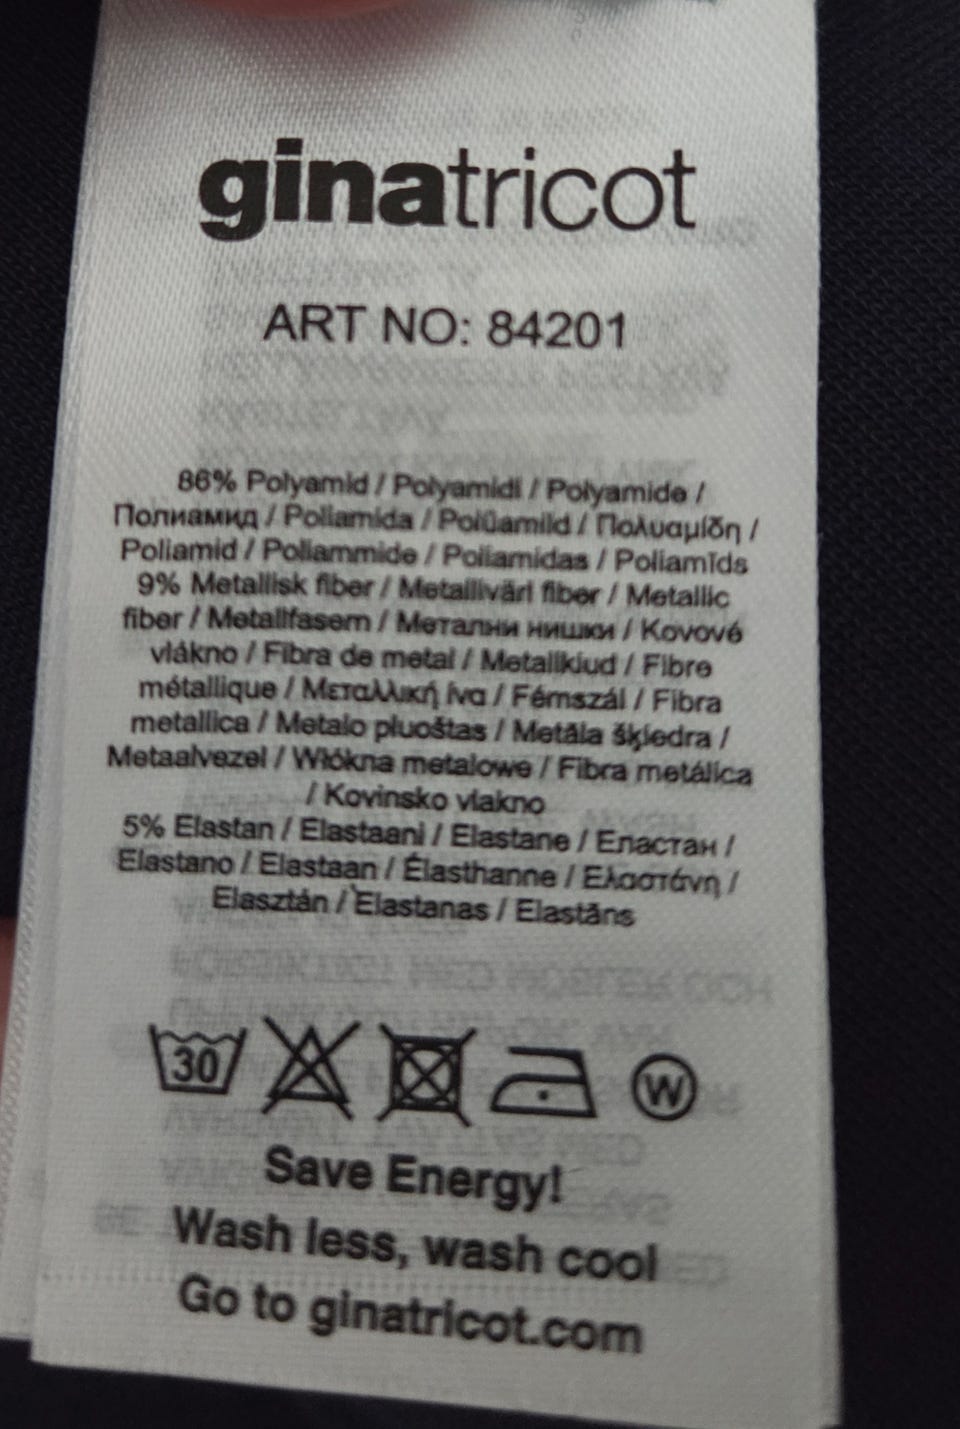 ginatricot
ART NO: 84201
86% Polyamid / Polyamidi / Polyamide /
Полиамид / Poliamida / Polüamiid / Πολυαμίδη /
Poliamid / Poliammide / Poliamidas / Poliamīds
9% Metallisk fiber / Metalliväri fiber / Metallic
fiber / Metallfasern / Метални нишки / Kovové
vlákno / Fibra de metal / Metallkiud / Fibre
métallique / Μεταλλική ίνα / Fémszál / Fibra
metallica / Metalo pluoštas / Metāla šķiedra /
Metaalvezel / Włókna metalowe / Fibra metálica
/ Kovinsko vlakno
5% Elastan / Elastaani / Elastane / Еластан /
Elastano / Elastaan / Élasthanne / Ελαστάνη /
Elasztán / Elastanas / Elastāns
30
W
Save Energy!
Wash less, wash cool
Go to ginatricot.com